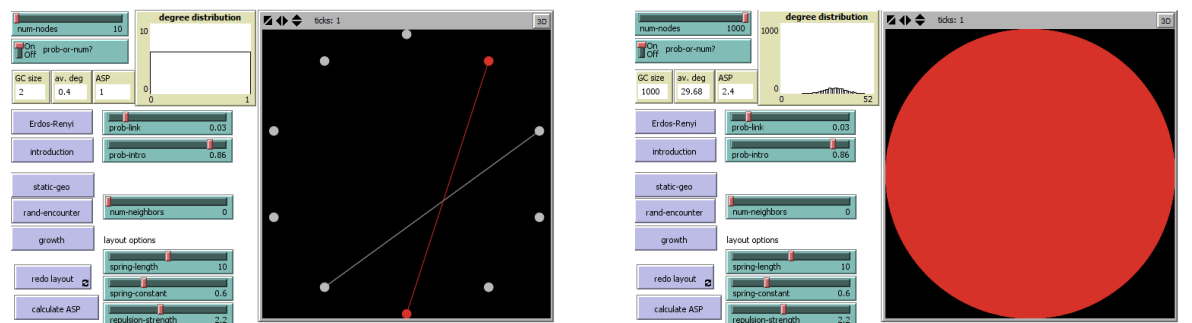 num-nodes 10
On
Off
prob-or-num?
GC size
2
av. deg
0.4
ASP
1
degree distribution
10
0
0
1
Erdos-Renyi
introduction
static-geo
rand-encounter
growth
redo layout
calculate ASP
prob-link 0.03
prob-intro 0.86
num-neighbors 0
layout options
spring-length 10
spring-constant 0.6
repulsion-strength 2.2
ticks: 1
3D
num-nodes 1000
On
Off
prob-or-num?
GC size
1000
av. deg
29.68
ASP
2.4
degree distribution
1000
0
0
52
Erdos-Renyi
introduction
static-geo
rand-encounter
growth
redo layout
calculate ASP
prob-link 0.03
prob-intro 0.86
num-neighbors 0
layout options
spring-length 10
spring-constant 0.6
repulsion-strength 2.2
ticks: 1
3D